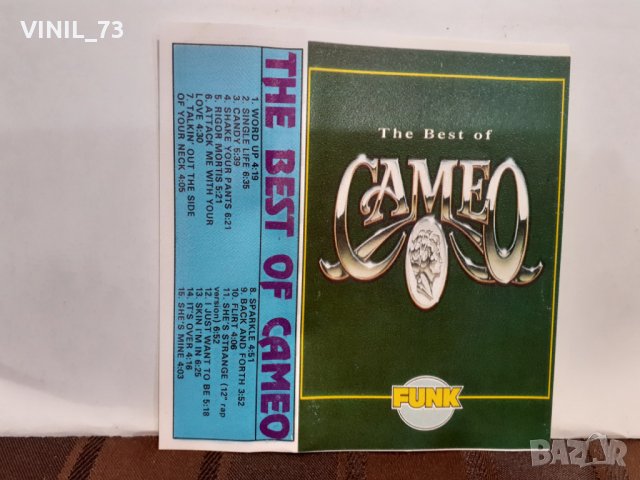 VINIL_73
THE BEST OF CAMEO
1. WORD UP 4:19
2. SINGLE LIFE 6:35
3. CANDY 5:39
4. SHAKE YOUR PANTS 6:21
5. RIGOR MORTIS 5:21
6. ATTACK ME WITH YOUR
LOVE 4:30
7. TALKIN' OUT THE SIDE
OF YOUR NECK 4:05
8. SPARKLE 4:51
9. BACK AND FORTH 3:52
10. FLIRT 4:06
11. SHE'S STRANGE (12" rap
version) 6:52
12. I JUST WANT TO BE 5:18
13. SKIN I'M IN 6:25
14. IT'S OVER 4:16
15. SHE'S MINE 4:03
The Best of
CAMEO
FUNK
bazar